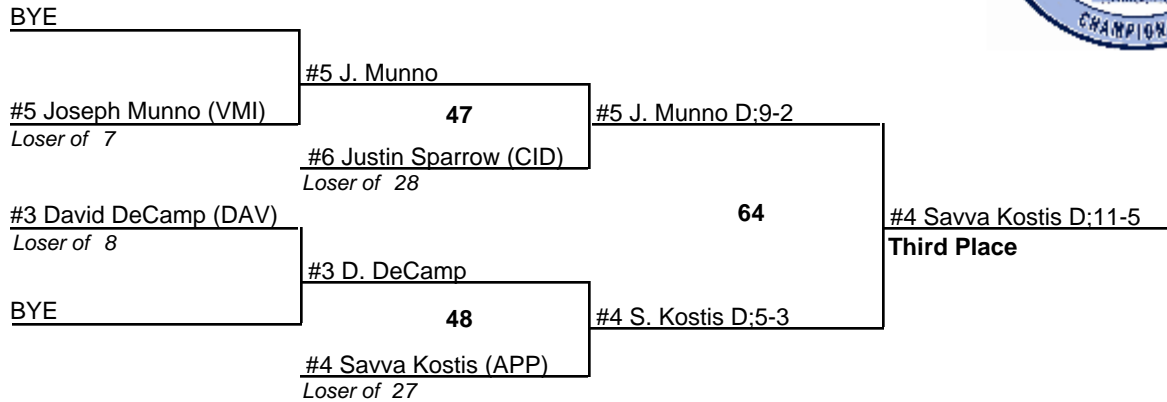 BYE
CHAMPION
#5 J. Munno
#5 Joseph Munno (VMI)
47
#5 J. Munno D;9-2
Loser of 7
#6 Justin Sparrow (CID)
Loser of 28
#3 David DeCamp (DAV)
64
#4 Savva Kostis D;11-5
Loser of 8
Third Place
#3 D. DeCamp
BYE
48
#4 S. Kostis D;5-3
#4 Savva Kostis (APP)
Loser of 27